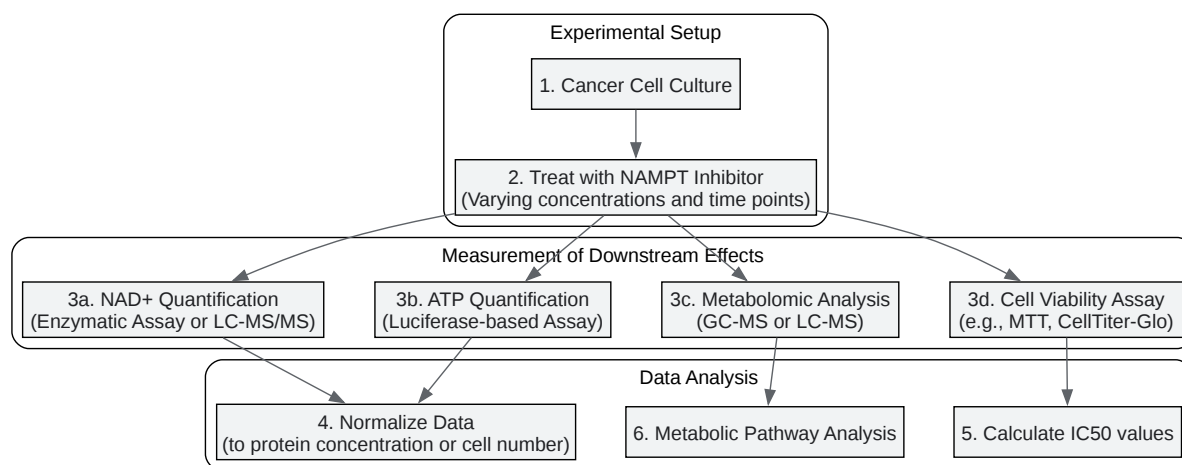 Experimental Setup
1. Cancer Cell Culture
2. Treat with NAMPT Inhibitor
(Varying concentrations and time points)
Measurement of Downstream Effects
3a. NAD+ Quantification
(Enzymatic Assay or LC-MS/MS)
3b. ATP Quantification
(Luciferase-based Assay)
3c. Metabolomic Analysis
(GC-MS or LC-MS)
3d. Cell Viability Assay
(e.g., MTT, CellTiter-Glo)
Data Analysis
4. Normalize Data
(to protein concentration or cell number)
6. Metabolic Pathway Analysis
5. Calculate IC50 values